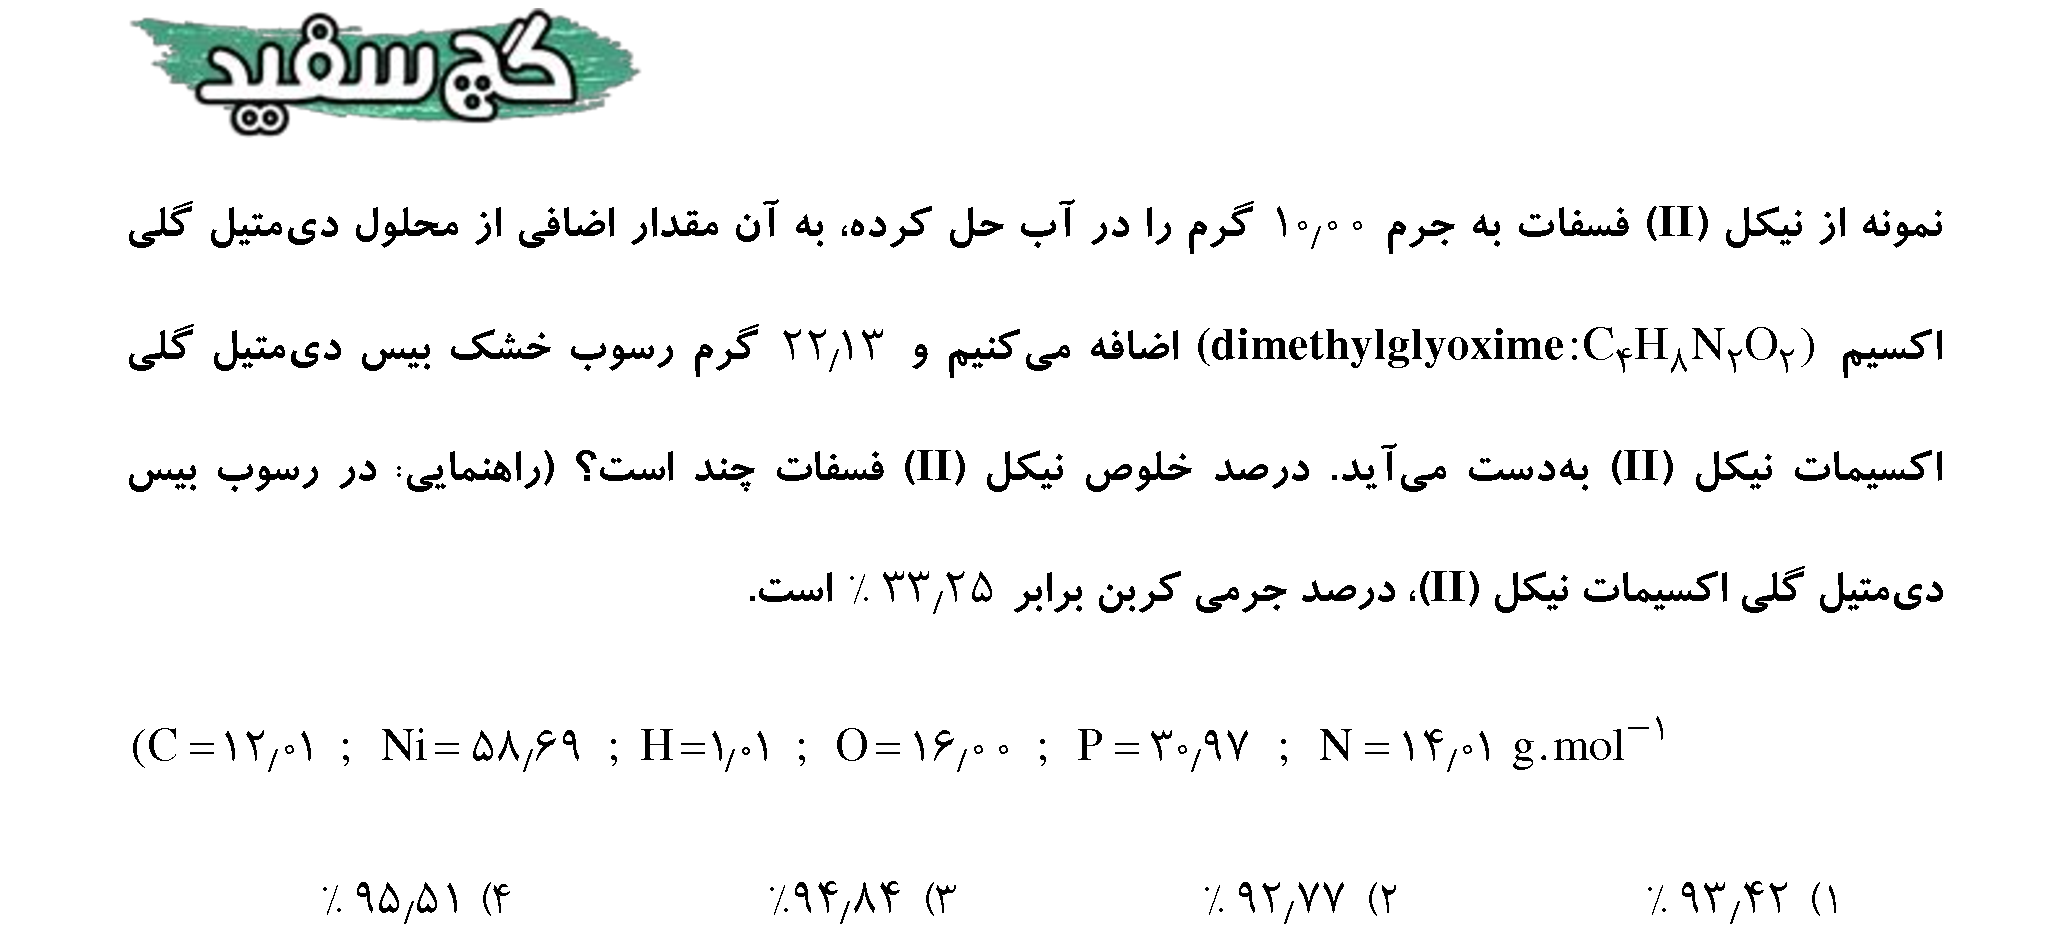 گچ سفید
نمونه از نیکل (II) فسفات به جرم ۱۰٫۰۰ گرم را در آب حل کرده، به آن مقدار اضافی از محلول دی‌متیل گلی
اکسیم (dimethylglyoxime:C۴H۸N۲O۲) اضافه می‌کنیم و ۲۲٫۱۳ گرم رسوب خشک بیس دی‌متیل گلی
اکسیمات نیکل (II) به‌دست می‌آید. درصد خلوص نیکل (II) فسفات چند است؟ (راهنمایی: در رسوب بیس
دی‌متیل گلی اکسیمات نیکل (II)، درصد جرمی کربن برابر ۳۳٫۲۵ ٪ است.
(C=۱۲٫۰۱ ; Ni=۵۸٫۶۹ ; H=۱٫۰۱ ; O=۱۶٫۰۰ ; P=۳۰٫۹۷ ; N=۱۴٫۰۱ g.mol⁻¹
۱) ۹۳٫۴۲ ٪ ۲) ۹۲٫۷۷ ٪ ۳) ۹۴٫۸۴٪ ۴) ۹۵٫۵۱ ٪